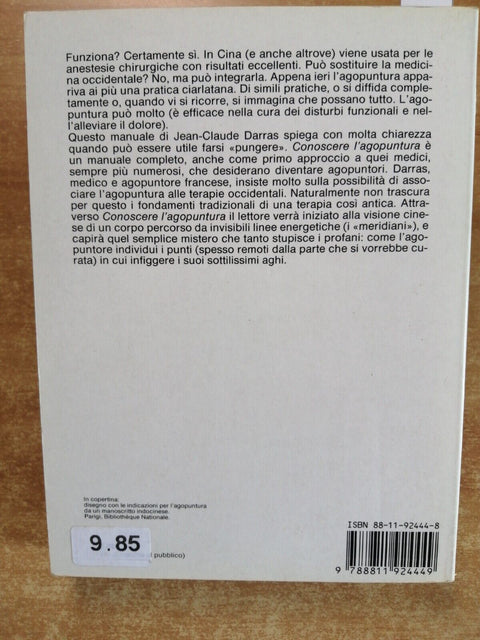 Funziona? Certamente sì. In Cina (e anche altrove) viene usata per le
anestesie chirurgiche con risultati eccellenti. Può sostituire la medici-
na occidentale? No, ma può integrarla. Appena ieri l'agopuntura appa-
riva ai più una pratica ciarlatana. Di simili pratiche, o si diffida comple-
tamente o, quando vi si ricorre, si immagina che possano tutto. L'ago-
puntura può molto (è efficace nella cura dei disturbi funzionali e nel-
l'alleviare il dolore).
Questo manuale di Jean-Claude Darras spiega con molta chiarezza
quando può essere utile farsi «pungere». Conoscere l'agopuntura è
un manuale completo, anche come primo approccio a quei medici,
sempre più numerosi, che desiderano diventare agopuntori. Darras,
medico e agopuntore francese, insiste molto sulla possibilità di asso-
ciare l'agopuntura alle terapie occidentali. Naturalmente non trascura
per questo i fondamenti tradizionali di una terapia così antica. Attra-
verso Conoscere l'agopuntura il lettore verrà iniziato alla visione cine-
se di un corpo percorso da invisibili linee energetiche (i «meridiani»), e
capirà quel semplice mistero che tanto stupisce i profani: come l'ago-
puntore individui i punti (spesso remoti dalla parte che si vorrebbe cu-
rata) in cui infiggere i suoi sottilissimi aghi.
In copertina:
disegno con le indicazioni per l'agopuntura
da un manoscritto indocinese.
Parigi, Bibliothèque Nationale.
9.85
pubblico)
ISBN 88-11-92444-8
9 788811 924449